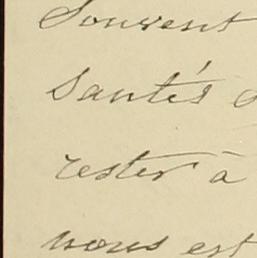 Souvent
Santés
rester à
nous est